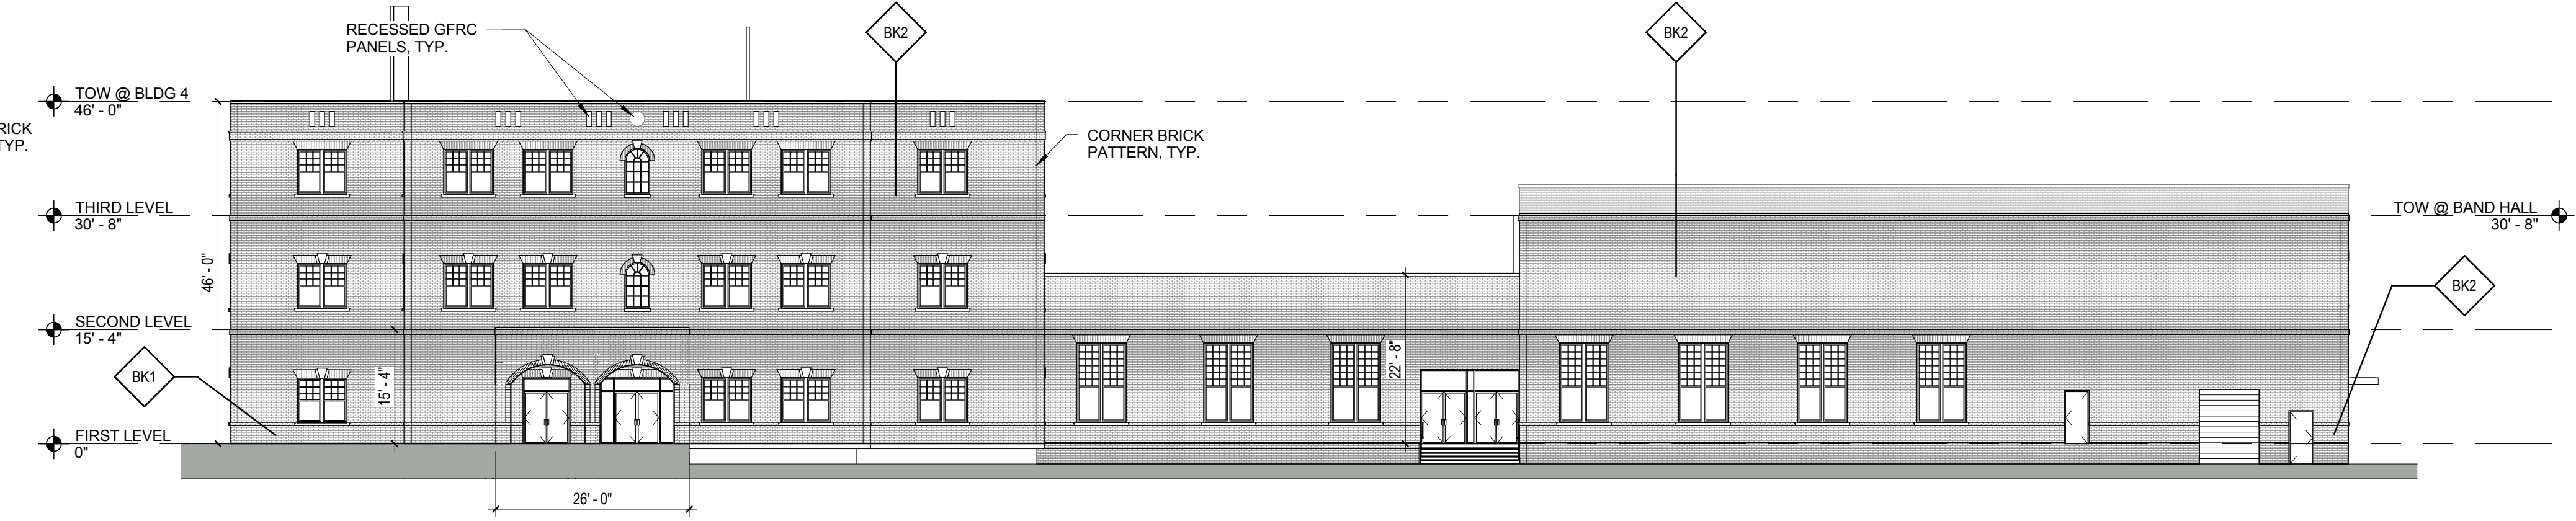 RECESSED GFRC
PANELS, TYP.
BK2
BK2
TOW @ BLDG 4
46' - 0"
RICK
TYP.
CORNER BRICK
PATTERN, TYP.
THIRD LEVEL
30' - 8"
TOW @ BAND HALL
30' - 8"
46' - 0"
BK2
SECOND LEVEL
15' - 4"
BK1
15' - 4"
22' - 8"
FIRST LEVEL
0"
26' - 0"